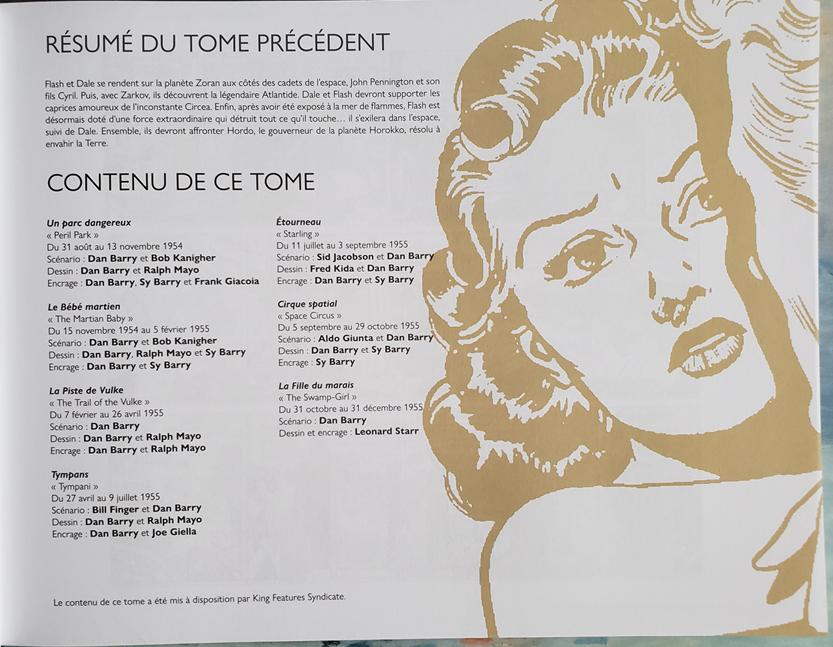 RÉSUMÉ DU TOME PRÉCÉDENT
Flash et Dale se rendent sur la planète Zoran aux côtés des cadets de l'espace, John Pennington et son
fils Cyril. Puis, avec Zarkov, ils découvrent la légendaire Atlantide. Dale et Flash devront supporter les
caprices amoureux de l'inconstante Circea. Enfin, après avoir été exposé à la mer de flammes, Flash est
désormais doté d'une force extraordinaire qui détruit tout ce qu'il touche... il s'exilera dans l'espace,
suivi de Dale. Ensemble, ils devront affronter Hordo, le gouverneur de la planète Horokko, résolu à
envahir la Terre.
CONTENU DE CE TOME
Un parc dangereux
« Peril Park »
Du 31 août au 13 novembre 1954
Scénario : Dan Barry et Bob Kanigher
Dessin : Dan Barry et Ralph Mayo
Encrage : Dan Barry, Sy Barry et Frank Giacoia
Le Bébé martien
« The Martian Baby »
Du 15 novembre 1954 au 5 février 1955
Scénario : Dan Barry et Bob Kanigher
Dessin : Dan Barry, Ralph Mayo et Sy Barry
Encrage : Dan Barry et Sy Barry
La Piste de Vulke
« The Trail of the Vulke »
Du 7 février au 26 avril 1955
Scénario : Dan Barry
Dessin : Dan Barry et Ralph Mayo
Encrage : Dan Barry et Ralph Mayo
Tympans
« Tympani »
Du 27 avril au 9 juillet 1955
Scénario : Bill Finger et Dan Barry
Dessin : Dan Barry et Ralph Mayo
Encrage : Dan Barry et Joe Giella
Étourneau
« Starling »
Du 11 juillet au 3 septembre 1955
Scénario : Sid Jacobson et Dan Barry
Dessin : Fred Kida et Dan Barry
Encrage : Dan Barry et Sy Barry
Cirque spatial
« Space Circus »
Du 5 septembre au 29 octobre 1955
Scénario : Aldo Giunta et Dan Barry
Dessin : Dan Barry et Sy Barry
Encrage : Sy Barry
La Fille du marais
« The Swamp-Girl »
Du 31 octobre au 31 décembre 1955
Scénario : Dan Barry
Dessin et encrage : Leonard Starr
Le contenu de ce tome a été mis à disposition par King Features Syndicate.